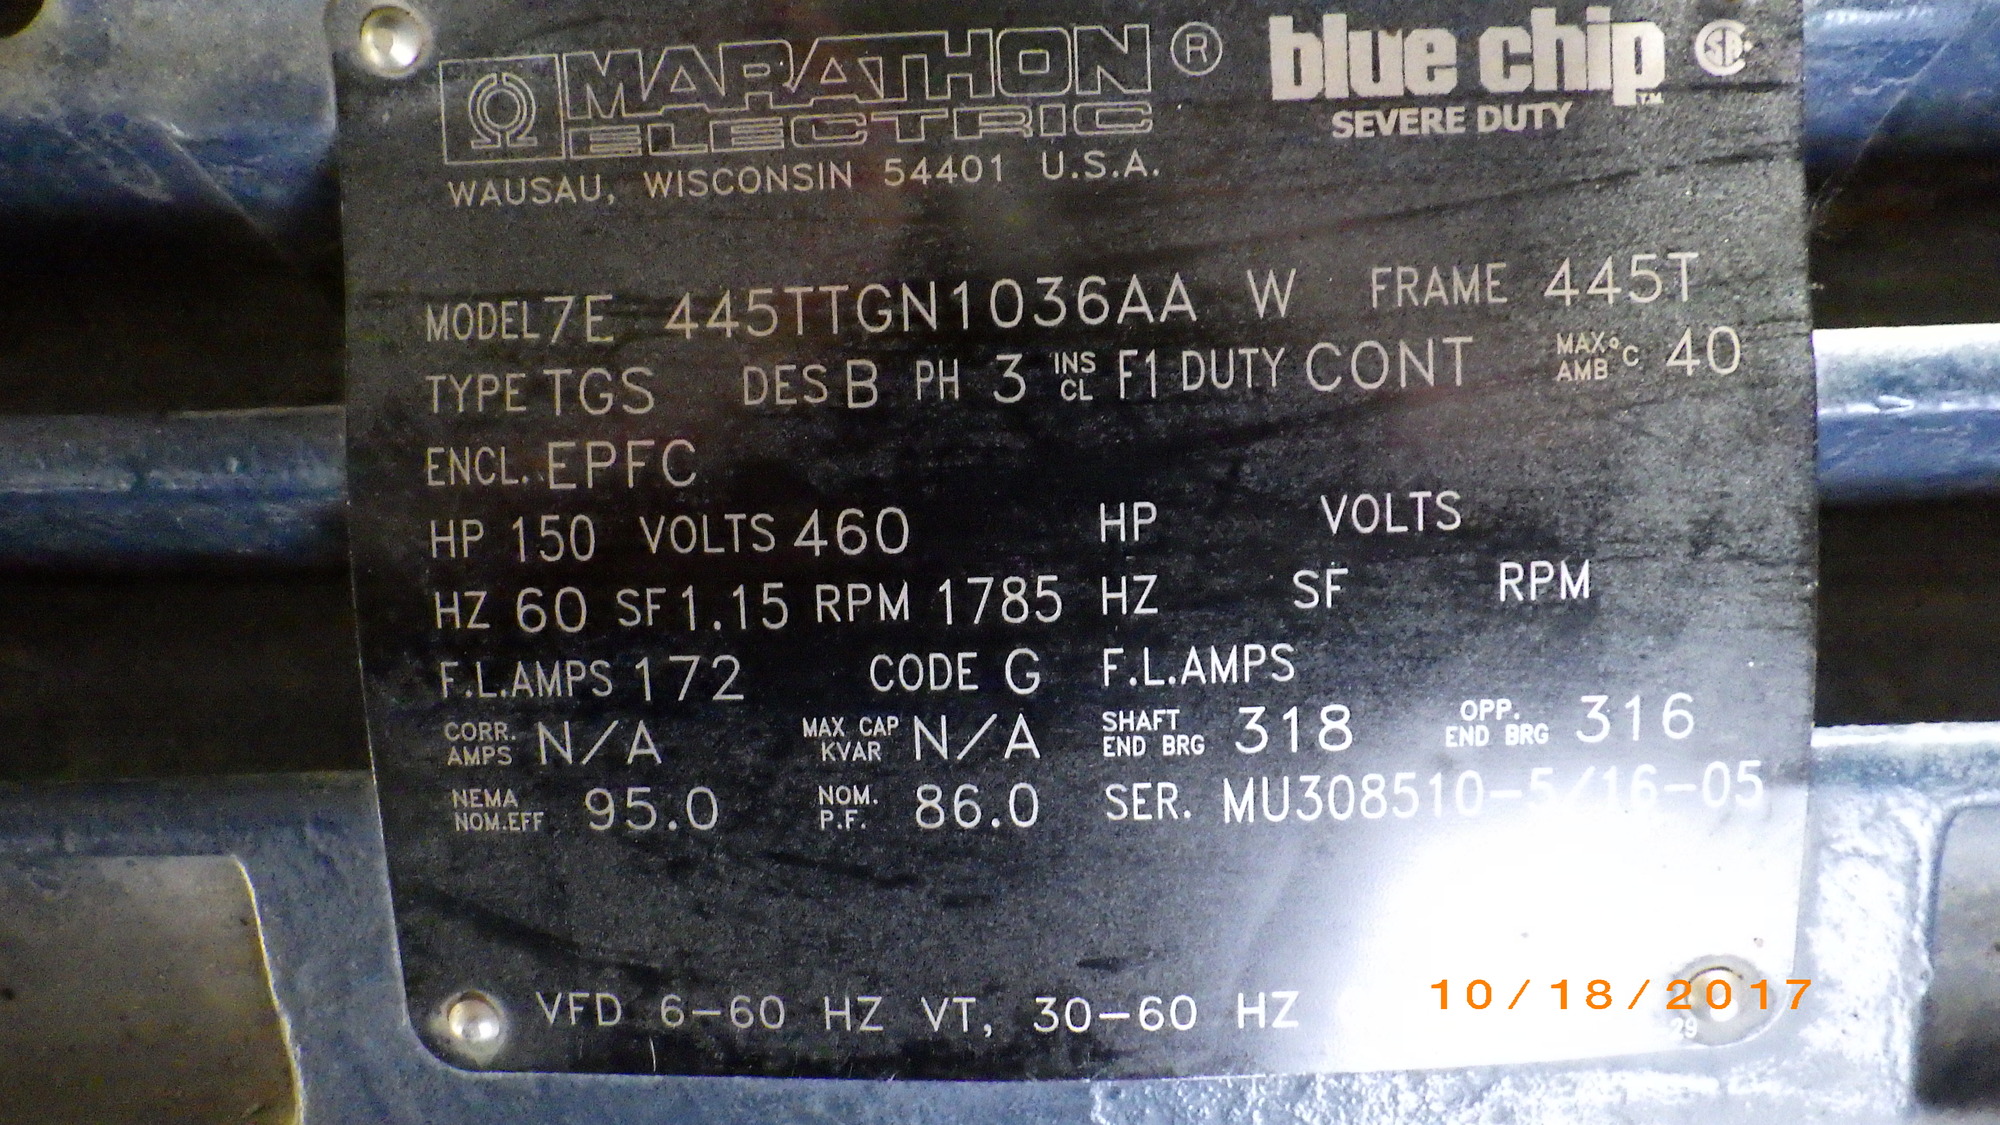 MARATHON ®
ELECTRIC
WAUSAU, WISCONSIN 54401 U.S.A.
blue chip™
SEVERE DUTY
MODEL 7E 445TTGN1036AA W FRAME 445T
TYPE TGS DES B PH 3 INS CL F1 DUTY CONT MAX. AMB °C 40
ENCL. EPFC
HP 150 VOLTS 460 HP VOLTS
HZ 60 SF 1.15 RPM 1785 HZ SF RPM
F.L.AMPS 172 CODE G F.L.AMPS
CORR. AMPS N/A MAX CAP KVAR N/A SHAFT END BRG 318 OPP. END BRG 316
NEMA NOM.EFF 95.0 NOM. P.F. 86.0 SER. MU308510-5/16-05
VFD 6-60 HZ VT, 30-60 HZ
29
10/18/2017